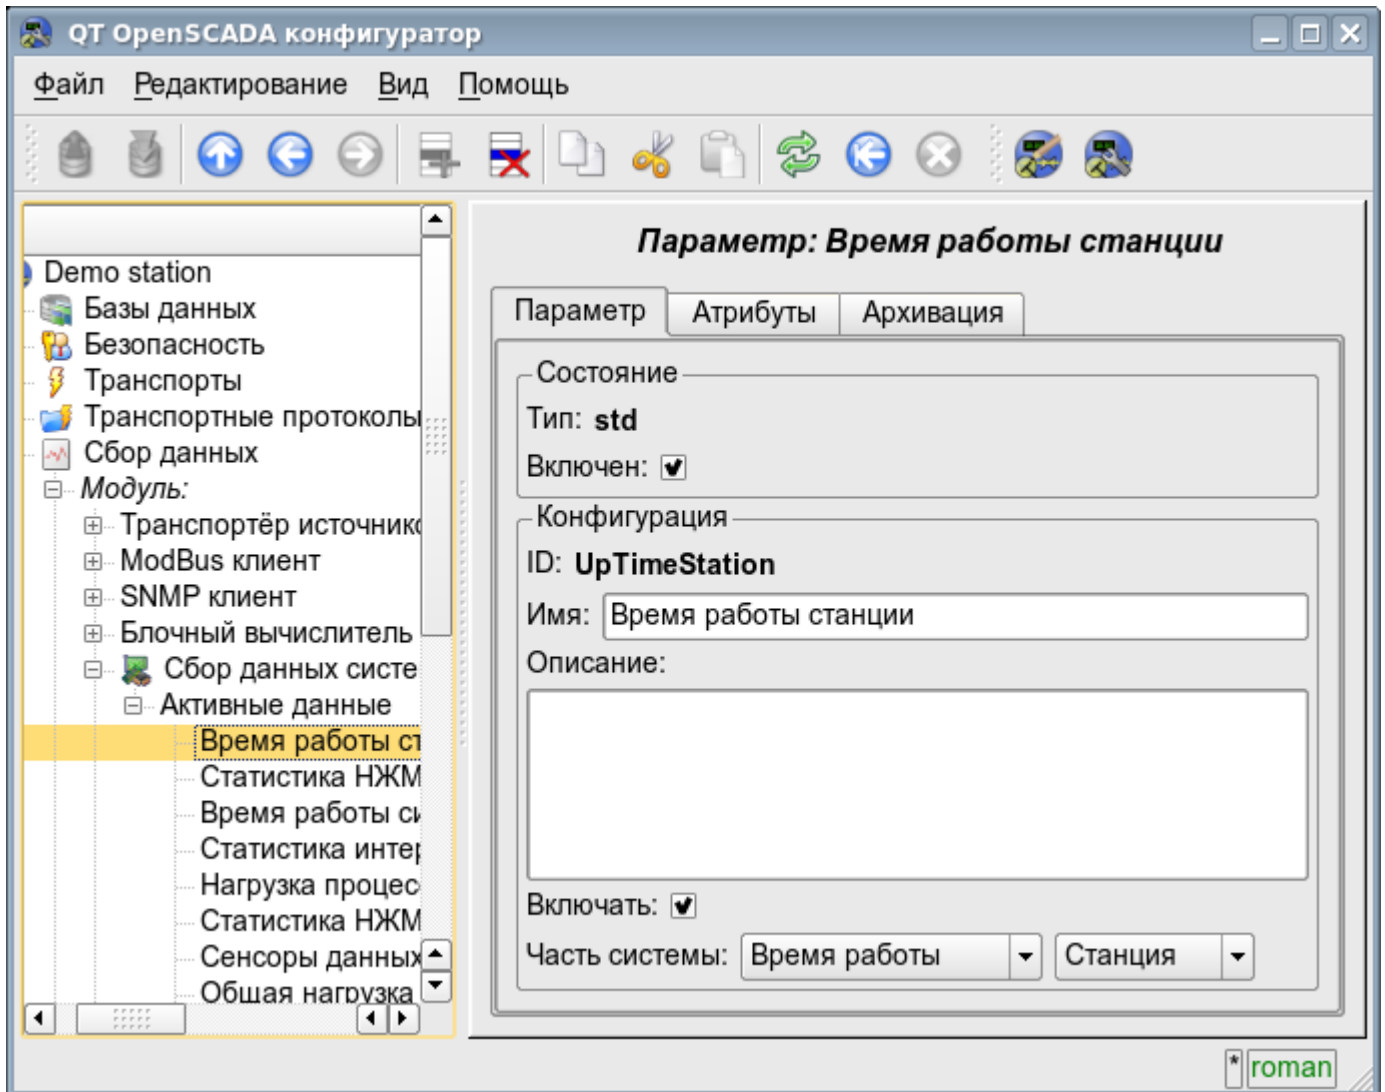 QT OpenSCADA конфигуратор
Файл Редактирование Вид Помощь
Demo station
Базы данных
Безопасность
Транспорты
Транспортные протоколы
Сбор данных
Модуль:
Транспортёр источнико
ModBus клиент
SNMP клиент
Блочный вычислитель
Сбор данных систе
Активные данные
Время работы ст
Статистика НЖМ
Время работы си
Статистика интер
Нагрузка процес
Статистика НЖМ
Сенсоры данных
Общая нагрузка
Параметр: Время работы станции
Параметр Атрибуты Архивация
Состояние
Тип: std
Включен:
Конфигурация
ID: UpTimeStation
Имя: Время работы станции
Описание:
Включать:
Часть системы: Время работы Станция
* roman